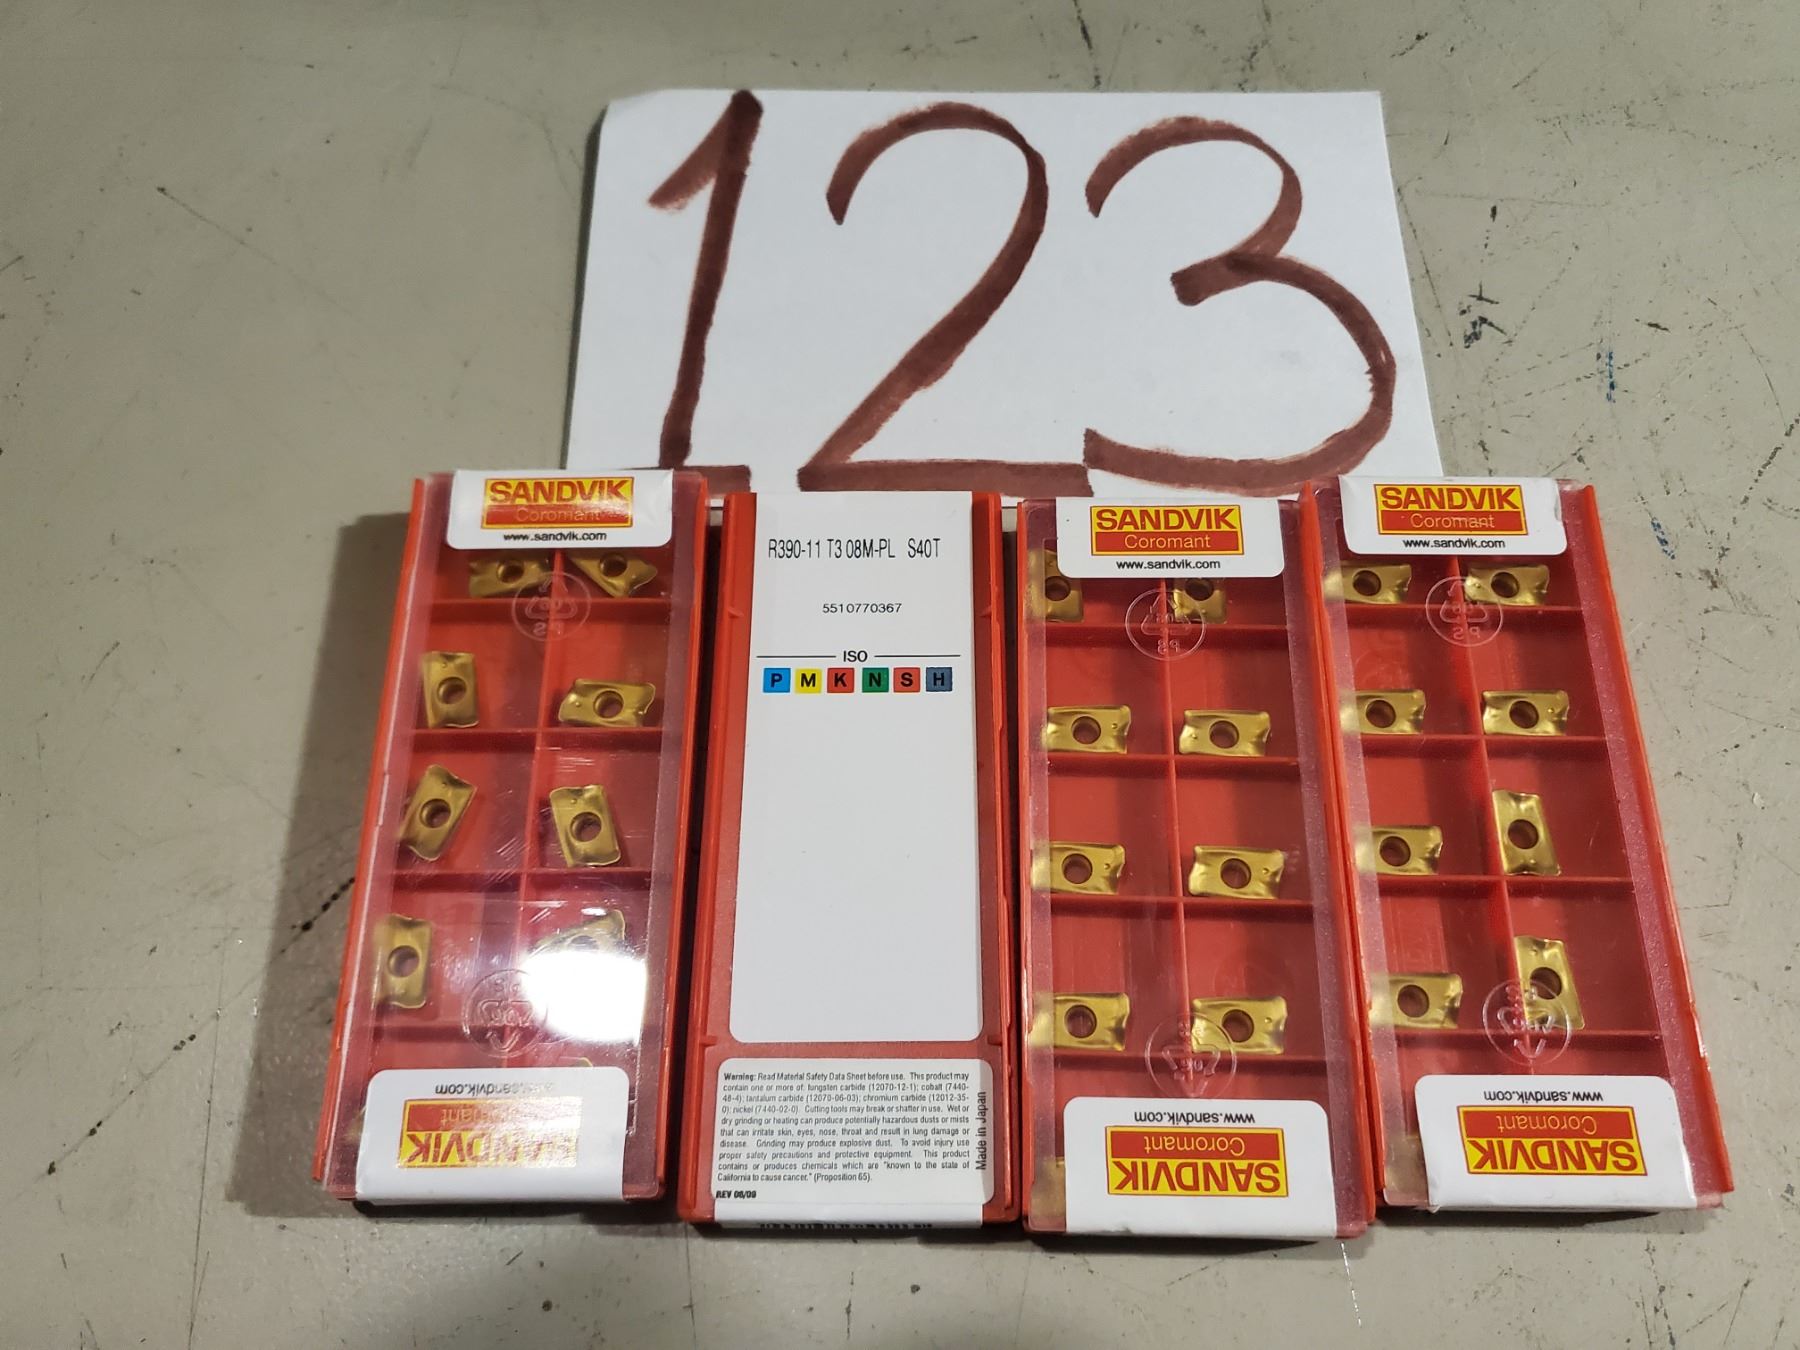 123
SANDVIK
Coromant
www.sandvik.com
R390-11 T3 08M-PL S40T
5510770367
ISO
P M K N S H
Warning: Read Material Safety Data Sheet before use. This product may
contain one or more of: tungsten carbide (12070-12-1); cobalt (7440-
48-4); tantalum carbide (12070-06-03); chromium carbide (12012-35-
0); nickel (7440-02-0). Cutting tools may break or shatter in use. Wet or
dry grinding or heating can produce potentially hazardous dusts or mists
that can irritate skin, eyes, nose, throat and result in lung damage or
disease. Grinding may produce explosive dust. To avoid injury use
proper safety precautions and protective equipment. This product
contains or produces chemicals which are "known to the state of
California to cause cancer." (Proposition 65).
REV 06/09
Made in Japan
SANDVIK
Coromant
www.sandvik.com
SANDVIK
Coromant
www.sandvik.com
www.sandvik.com
Coromant
SANDVIK
www.sandvik.com
Coromant
SANDVIK
www.sandvik.com
Coromant
SANDVIK